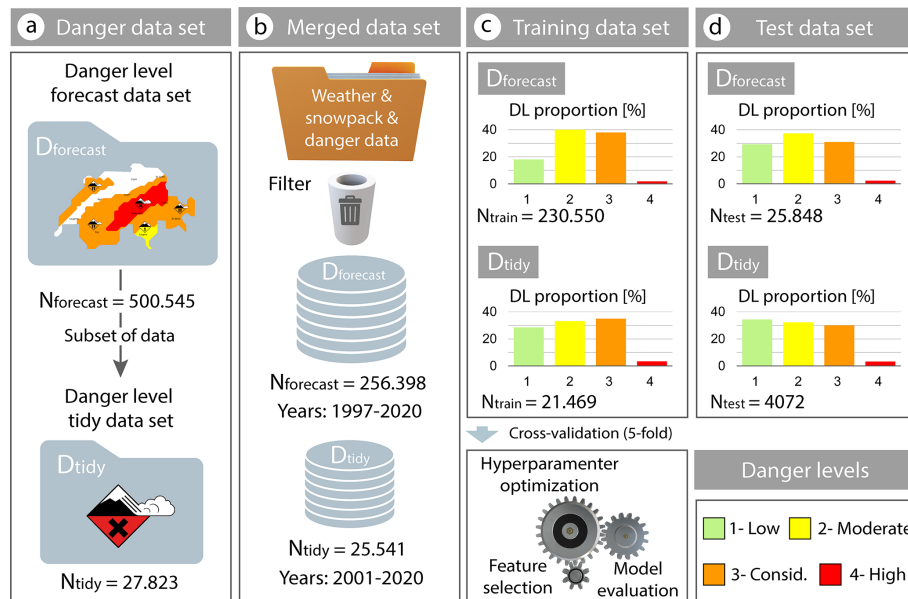 a Danger data set
Danger level
forecast data set
Dforecast
Nforecast = 500.545
Subset of data
Danger level
tidy data set
Dtidy
Ntidy = 27.823
b Merged data set
Weather &
snowpack &
danger data
Filter
Dforecast
Nforecast = 256.398
Years: 1997-2020
Dtidy
Ntidy = 25.541
Years: 2001-2020
c Training data set
Dforecast
DL proportion [%]
40
20
0
1 2 3 4
Ntrain = 230.550
Dtidy
DL proportion [%]
40
20
0
1 2 3 4
Ntrain = 21.469
Cross-validation (5-fold)
Hyperparamenter
optimization
Feature
selection
Model
evaluation
d Test data set
Dforecast
DL proportion [%]
40
20
0
1 2 3 4
Ntest = 25.848
Dtidy
DL proportion [%]
40
20
0
1 2 3 4
Ntest = 4072
Danger levels
1- Low
2- Moderate
3- Consid.
4- High